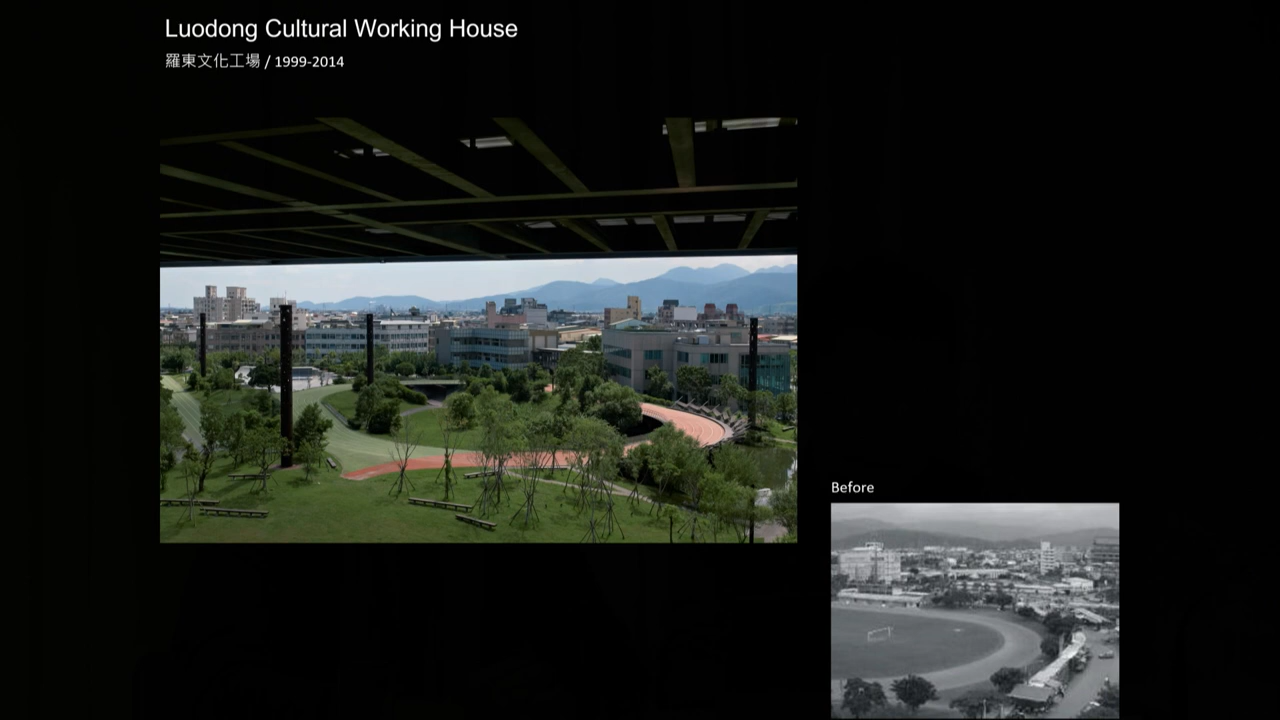 Luodong Cultural Working House
羅東文化工場 / 1999-2014
Before